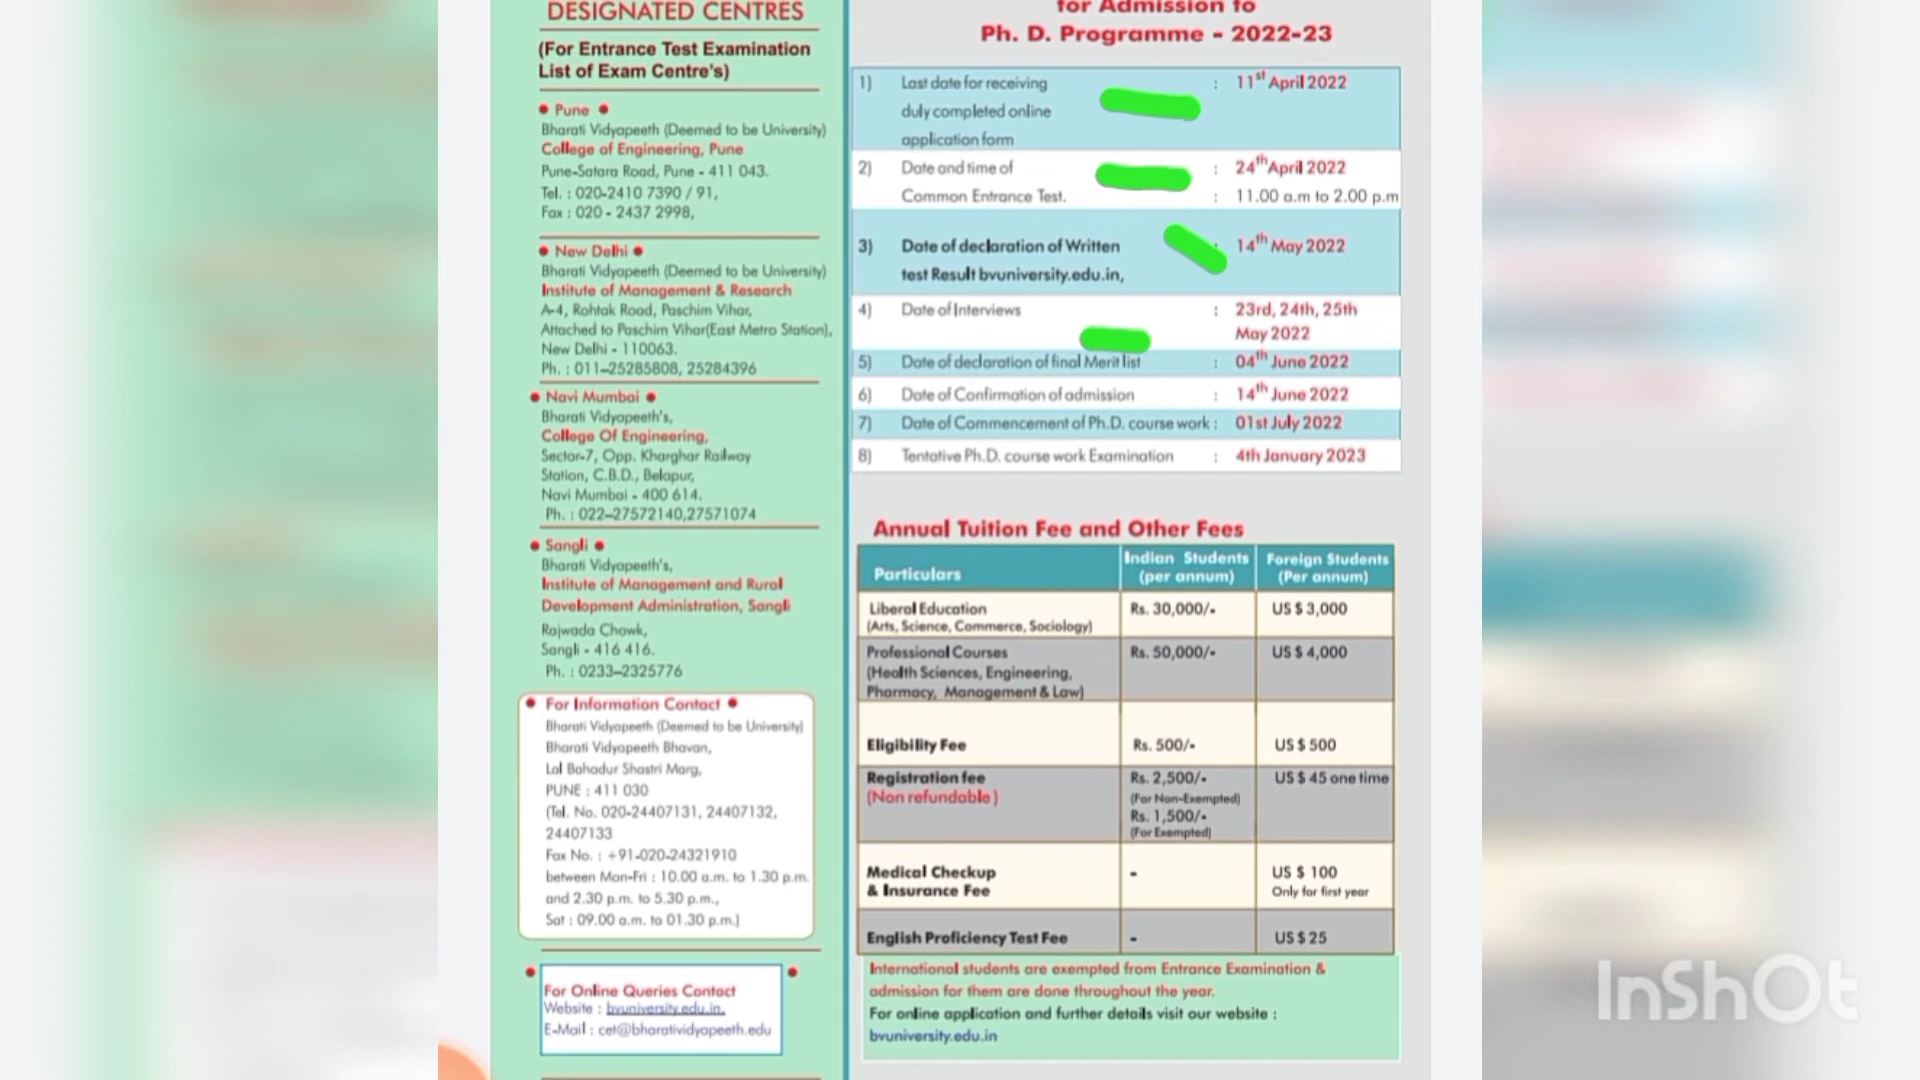 DESIGNATED CENTRES
(For Entrance Test Examination
List of Exam Centre's)
• Pune •
Bharati Vidyapeeth (Deemed to be University)
College of Engineering, Pune
Pune-Satara Road, Pune - 411 043.
Tel. : 020-2410 7390 / 91,
Fax : 020 - 2437 2998,
• New Delhi •
Bharati Vidyapeeth (Deemed to be University)
Institute of Management & Research
A-4, Rohtak Road, Paschim Vihar,
Attached to Paschim Vihar(East Metro Station),
New Delhi - 110063.
Ph. : 011–25285808, 25284396
• Navi Mumbai •
Bharati Vidyapeeth's,
College Of Engineering,
Sector-7, Opp. Kharghar Railway
Station, C.B.D., Belapur,
Navi Mumbai - 400 614.
Ph. : 022–27572140,27571074
• Sangli •
Bharati Vidyapeeth's,
Institute of Management and Rural
Development Administration, Sangli
Rajwada Chowk,
Sangli - 416 416.
Ph. : 0233–2325776
• For Information Contact •
Bharati Vidyapeeth (Deemed to be University)
Bharati Vidyapeeth Bhavan,
Lal Bahadur Shastri Marg,
PUNE : 411 030
(Tel. No. 020-24407131, 24407132,
24407133
Fax No. : +91-020-24321910
between Mon-Fri : 10.00 a.m. to 1.30 p.m.
and 2.30 p.m. to 5.30 p.m.,
Sat : 09.00 a.m. to 01.30 p.m.)
For Online Queries Contact
Website : bvuniversity.edu.in,
E-Mail : cet@bharatividyapeeth.edu
for Admission to
Ph. D. Programme - 2022-23
1) Last date for receiving : 11st April 2022
duly completed online
application form
2) Date and time of : 24th April 2022
Common Entrance Test. : 11.00 a.m to 2.00 p.m
3) Date of declaration of Written : 14th May 2022
test Result bvuniversity.edu.in,
4) Date of Interviews : 23rd, 24th, 25th
May 2022
5) Date of declaration of final Merit list : 04th June 2022
6) Date of Confirmation of admission : 14th June 2022
7) Date of Commencement of Ph.D. course work : 01st July 2022
8) Tentative Ph.D. course work Examination : 4th January 2023
Annual Tuition Fee and Other Fees
Particulars Indian Students (per annum) Foreign Students (Per annum)
Liberal Education Rs. 30,000/- US $ 3,000
(Arts, Science, Commerce, Sociology)
Professional Courses Rs. 50,000/- US $ 4,000
(Health Sciences, Engineering,
Pharmacy, Management & Law)
Eligibility Fee Rs. 500/- US $ 500
Registration fee Rs. 2,500/- US $ 45 one time
(Non refundable) (For Non-Exempted)
Rs. 1,500/-
(For Exempted)
Medical Checkup - US $ 100
& Insurance Fee Only for first year
English Proficiency Test Fee - US $ 25
International students are exempted from Entrance Examination &
admission for them are done throughout the year.
For online application and further details visit our website :
bvuniversity.edu.in
InShOt